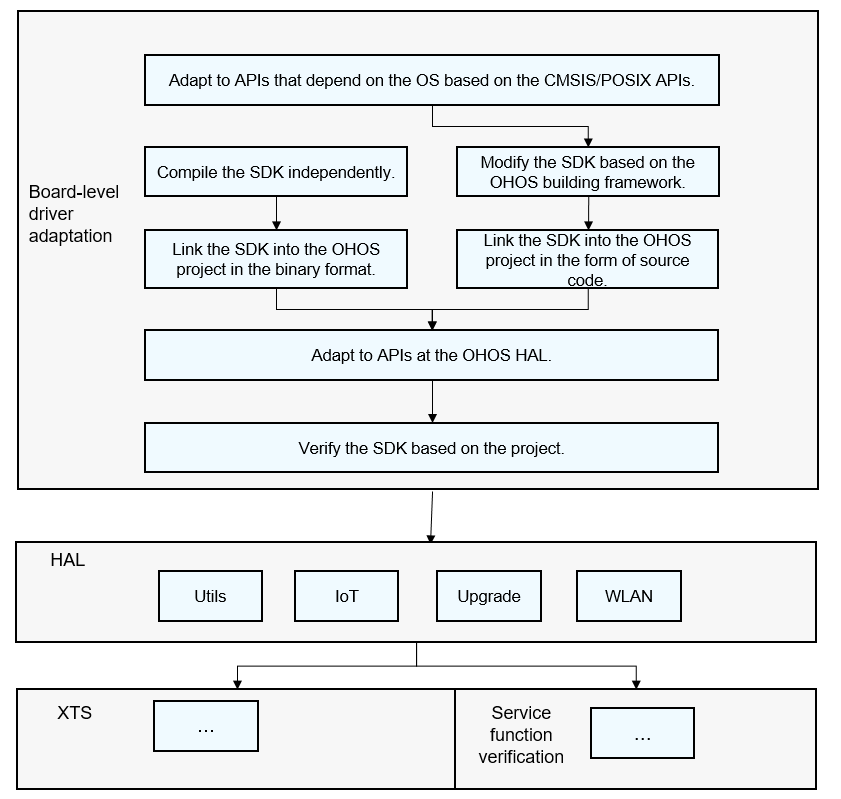 Adapt to APIs that depend on the OS based on the CMSIS/POSIX APIs.
Compile the SDK independently.
Modify the SDK based on the
OHOS building framework.
Board-level
driver
adaptation
Link the SDK into the OHOS
project in the binary format.
Link the SDK into the OHOS
project in the form of source
code.
Adapt to APIs at the OHOS HAL.
Verify the SDK based on the project.
HAL
Utils
IoT
Upgrade
WLAN
XTS
...
Service
function
verification
...